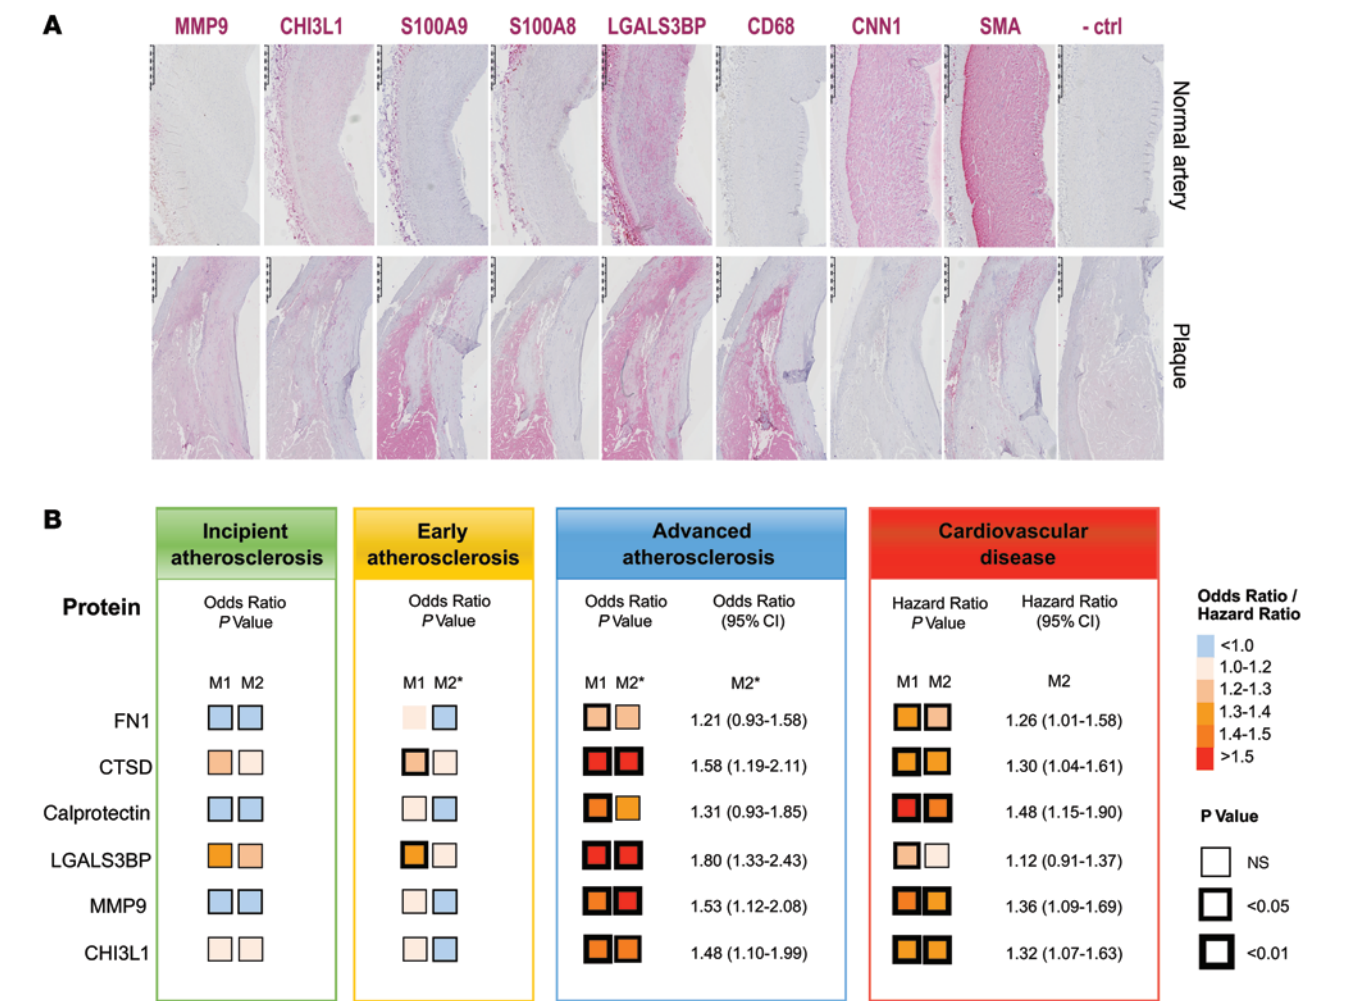 A
MMP9 CHI3L1 S100A9 S100A8 LGALS3BP CD68 CNN1 SMA - ctrl
Normal artery
Plaque
B
Incipient atherosclerosis
Early atherosclerosis
Advanced atherosclerosis
Cardiovascular disease
Protein
Odds Ratio P Value
Odds Ratio P Value
Odds Ratio P Value
Odds Ratio (95% CI)
Hazard Ratio P Value
Hazard Ratio (95% CI)
M1 M2 M1 M2* M1 M2* M2* M1 M2 M2
FN1 1.21 (0.93-1.58) 1.26 (1.01-1.58)
CTSD 1.58 (1.19-2.11) 1.30 (1.04-1.61)
Calprotectin 1.31 (0.93-1.85) 1.48 (1.15-1.90)
LGALS3BP 1.80 (1.33-2.43) 1.12 (0.91-1.37)
MMP9 1.53 (1.12-2.08) 1.36 (1.09-1.69)
CHI3L1 1.48 (1.10-1.99) 1.32 (1.07-1.63)
Odds Ratio /
Hazard Ratio
<1.0
1.0-1.2
1.2-1.3
1.3-1.4
1.4-1.5
>1.5
P Value
NS
<0.05
<0.01